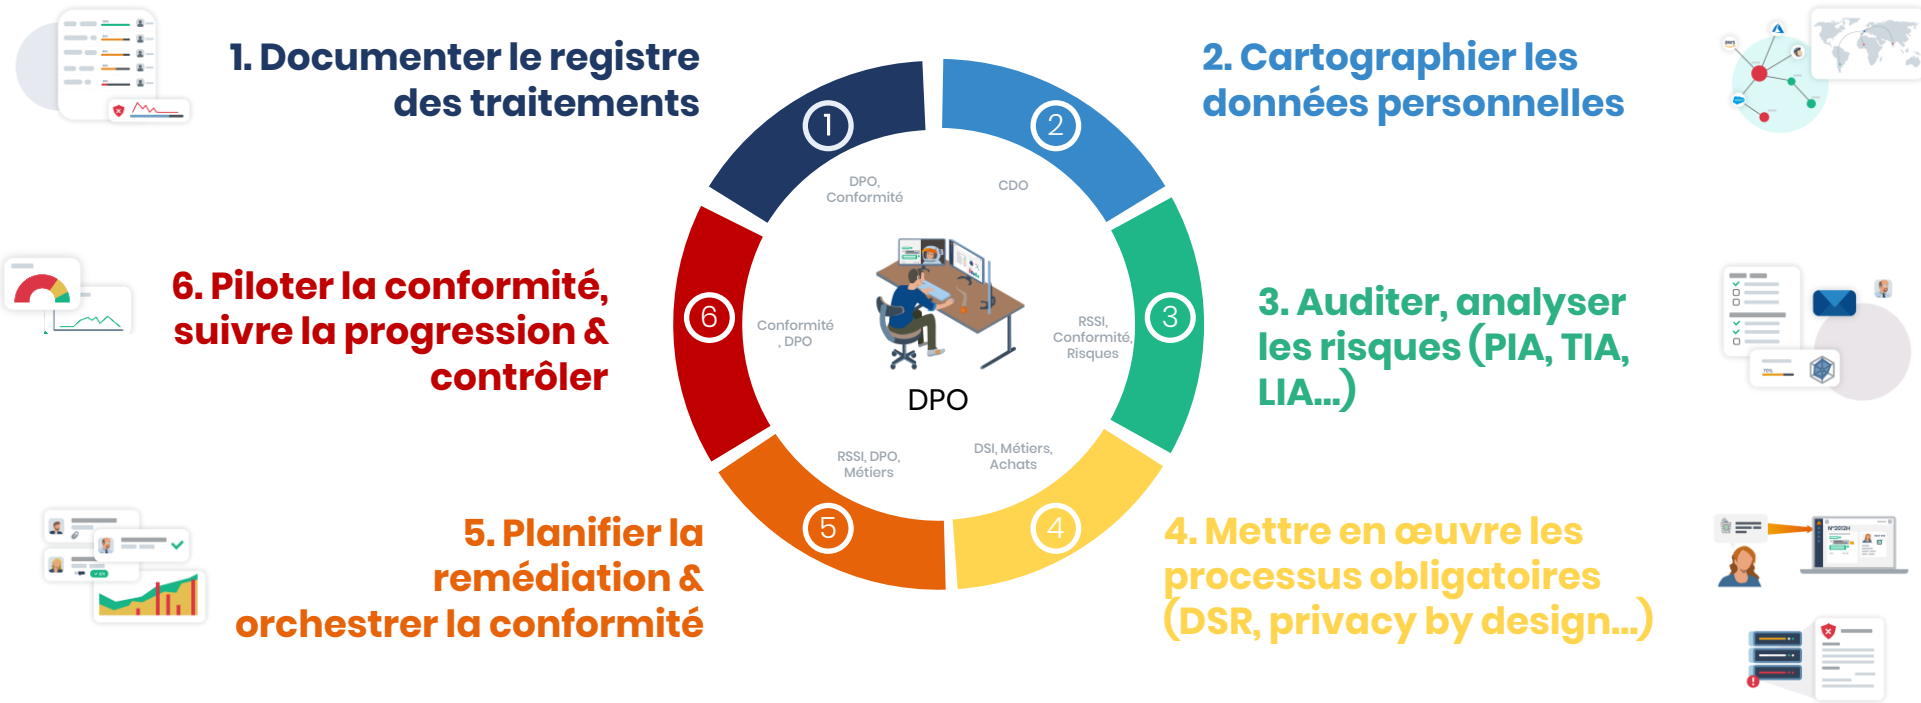 1. Documenter le registre
des traitements
2. Cartographier les
données personnelles
aws
1
2
DPO,
Conformité
CDO
6. Piloter la conformité,
suivre la progression &
contrôler
6
Conformité
, DPO
RSSI,
Conformité,
Risques
3
3. Auditer, analyser
les risques (PIA, TIA,
LIA...)
70%
DPO
RSSI, DPO,
Métiers
DSI, Métiers,
Achats
5
4
5. Planifier la
remédiation &
orchestrer la conformité
4. Mettre en œuvre les
processus obligatoires
(DSR, privacy by design...)
N°2012H